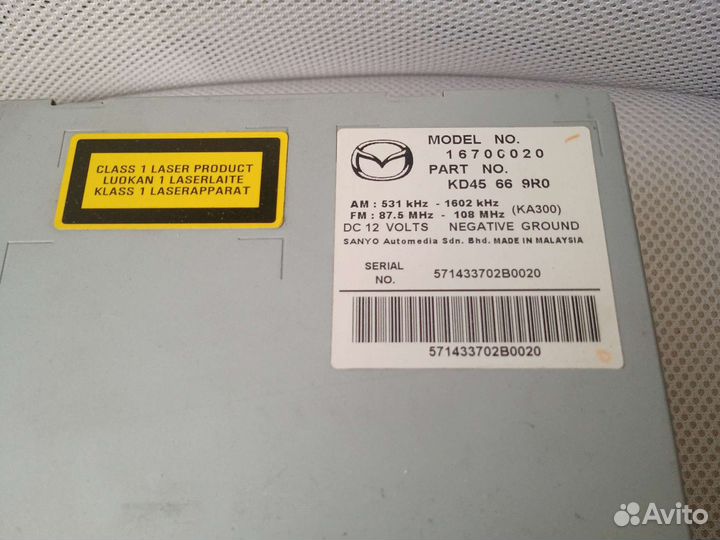 CLASS 1 LASER PRODUCT
LUOKAN 1 LASERLAITE
KLASS 1 LASERAPPARAT
MODEL NO.
1670C020
PART NO.
KD45 66 9R0
AM : 531 kHz - 1602 kHz
FM : 87.5 MHz - 108 MHz (KA300)
DC 12 VOLTS NEGATIVE GROUND
SANYO Automedia Sdn. Bhd. MADE IN MALAYSIA
SERIAL
NO.
571433702B0020
571433702B0020
Avito